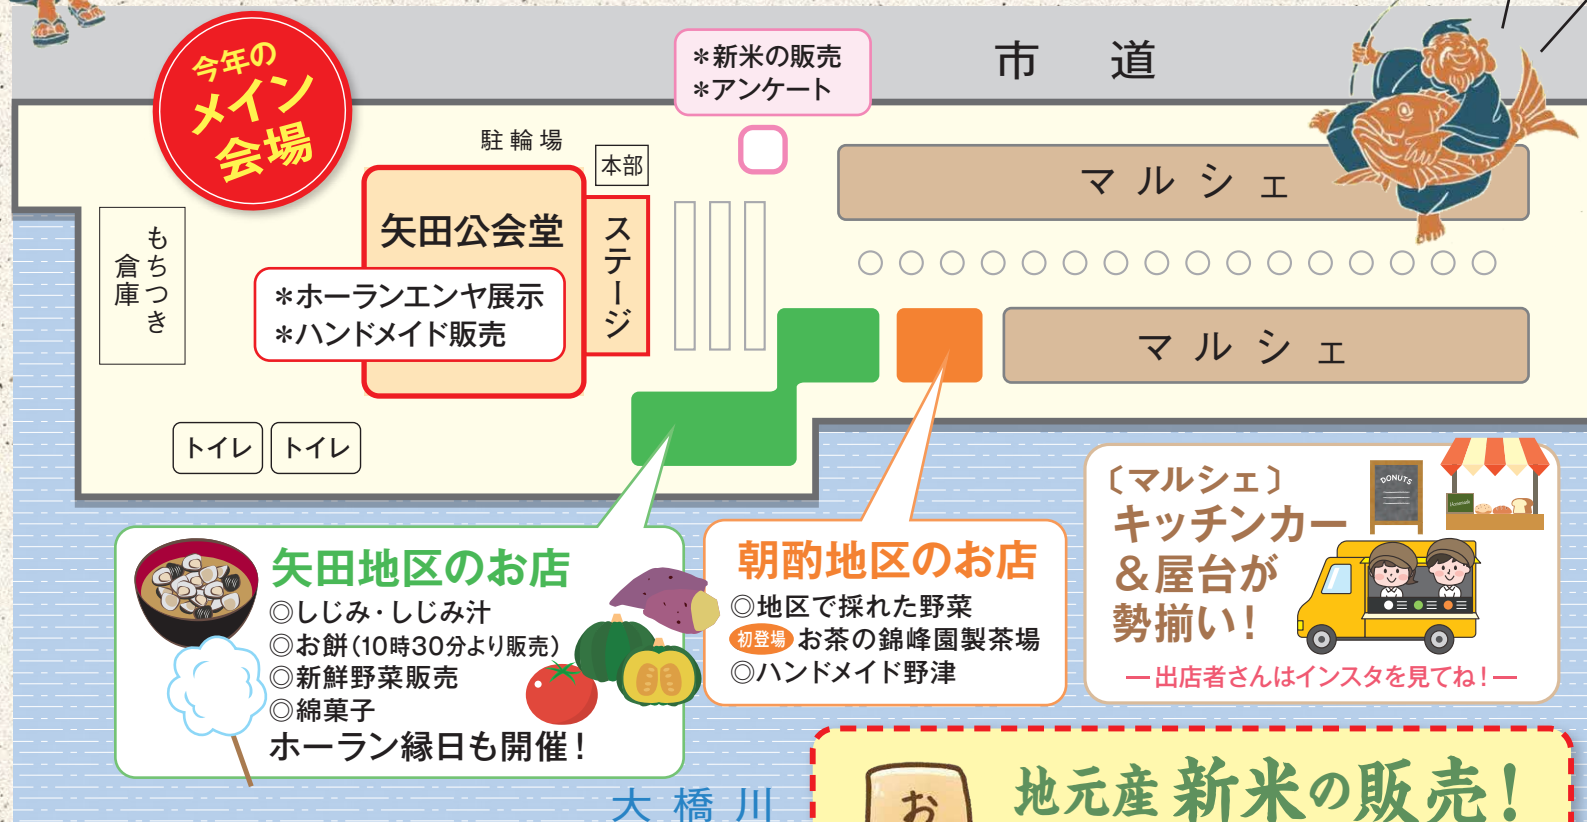 今年の
メイン
会場
＊新米の販売
＊アンケート
市道
駐輪場
本部
マルシェ
矢田公会堂
ステージ
もちつき
倉庫
＊ホーランエンヤ展示
＊ハンドメイド販売
マルシェ
トイレ
トイレ
矢田地区のお店
◎しじみ・しじみ汁
◎お餅(10時30分より販売)
◎新鮮野菜販売
◎綿菓子
ホーラン縁日も開催！
朝酌地区のお店
◎地区で採れた野菜
初登場 お茶の錦峰園製茶場
◎ハンドメイド野津
〔マルシェ〕
キッチンカー
＆屋台が
勢揃い！
DONUTS
ー出店者さんはインスタを見てね！ー
大橋川
お
地元産新米の販売！